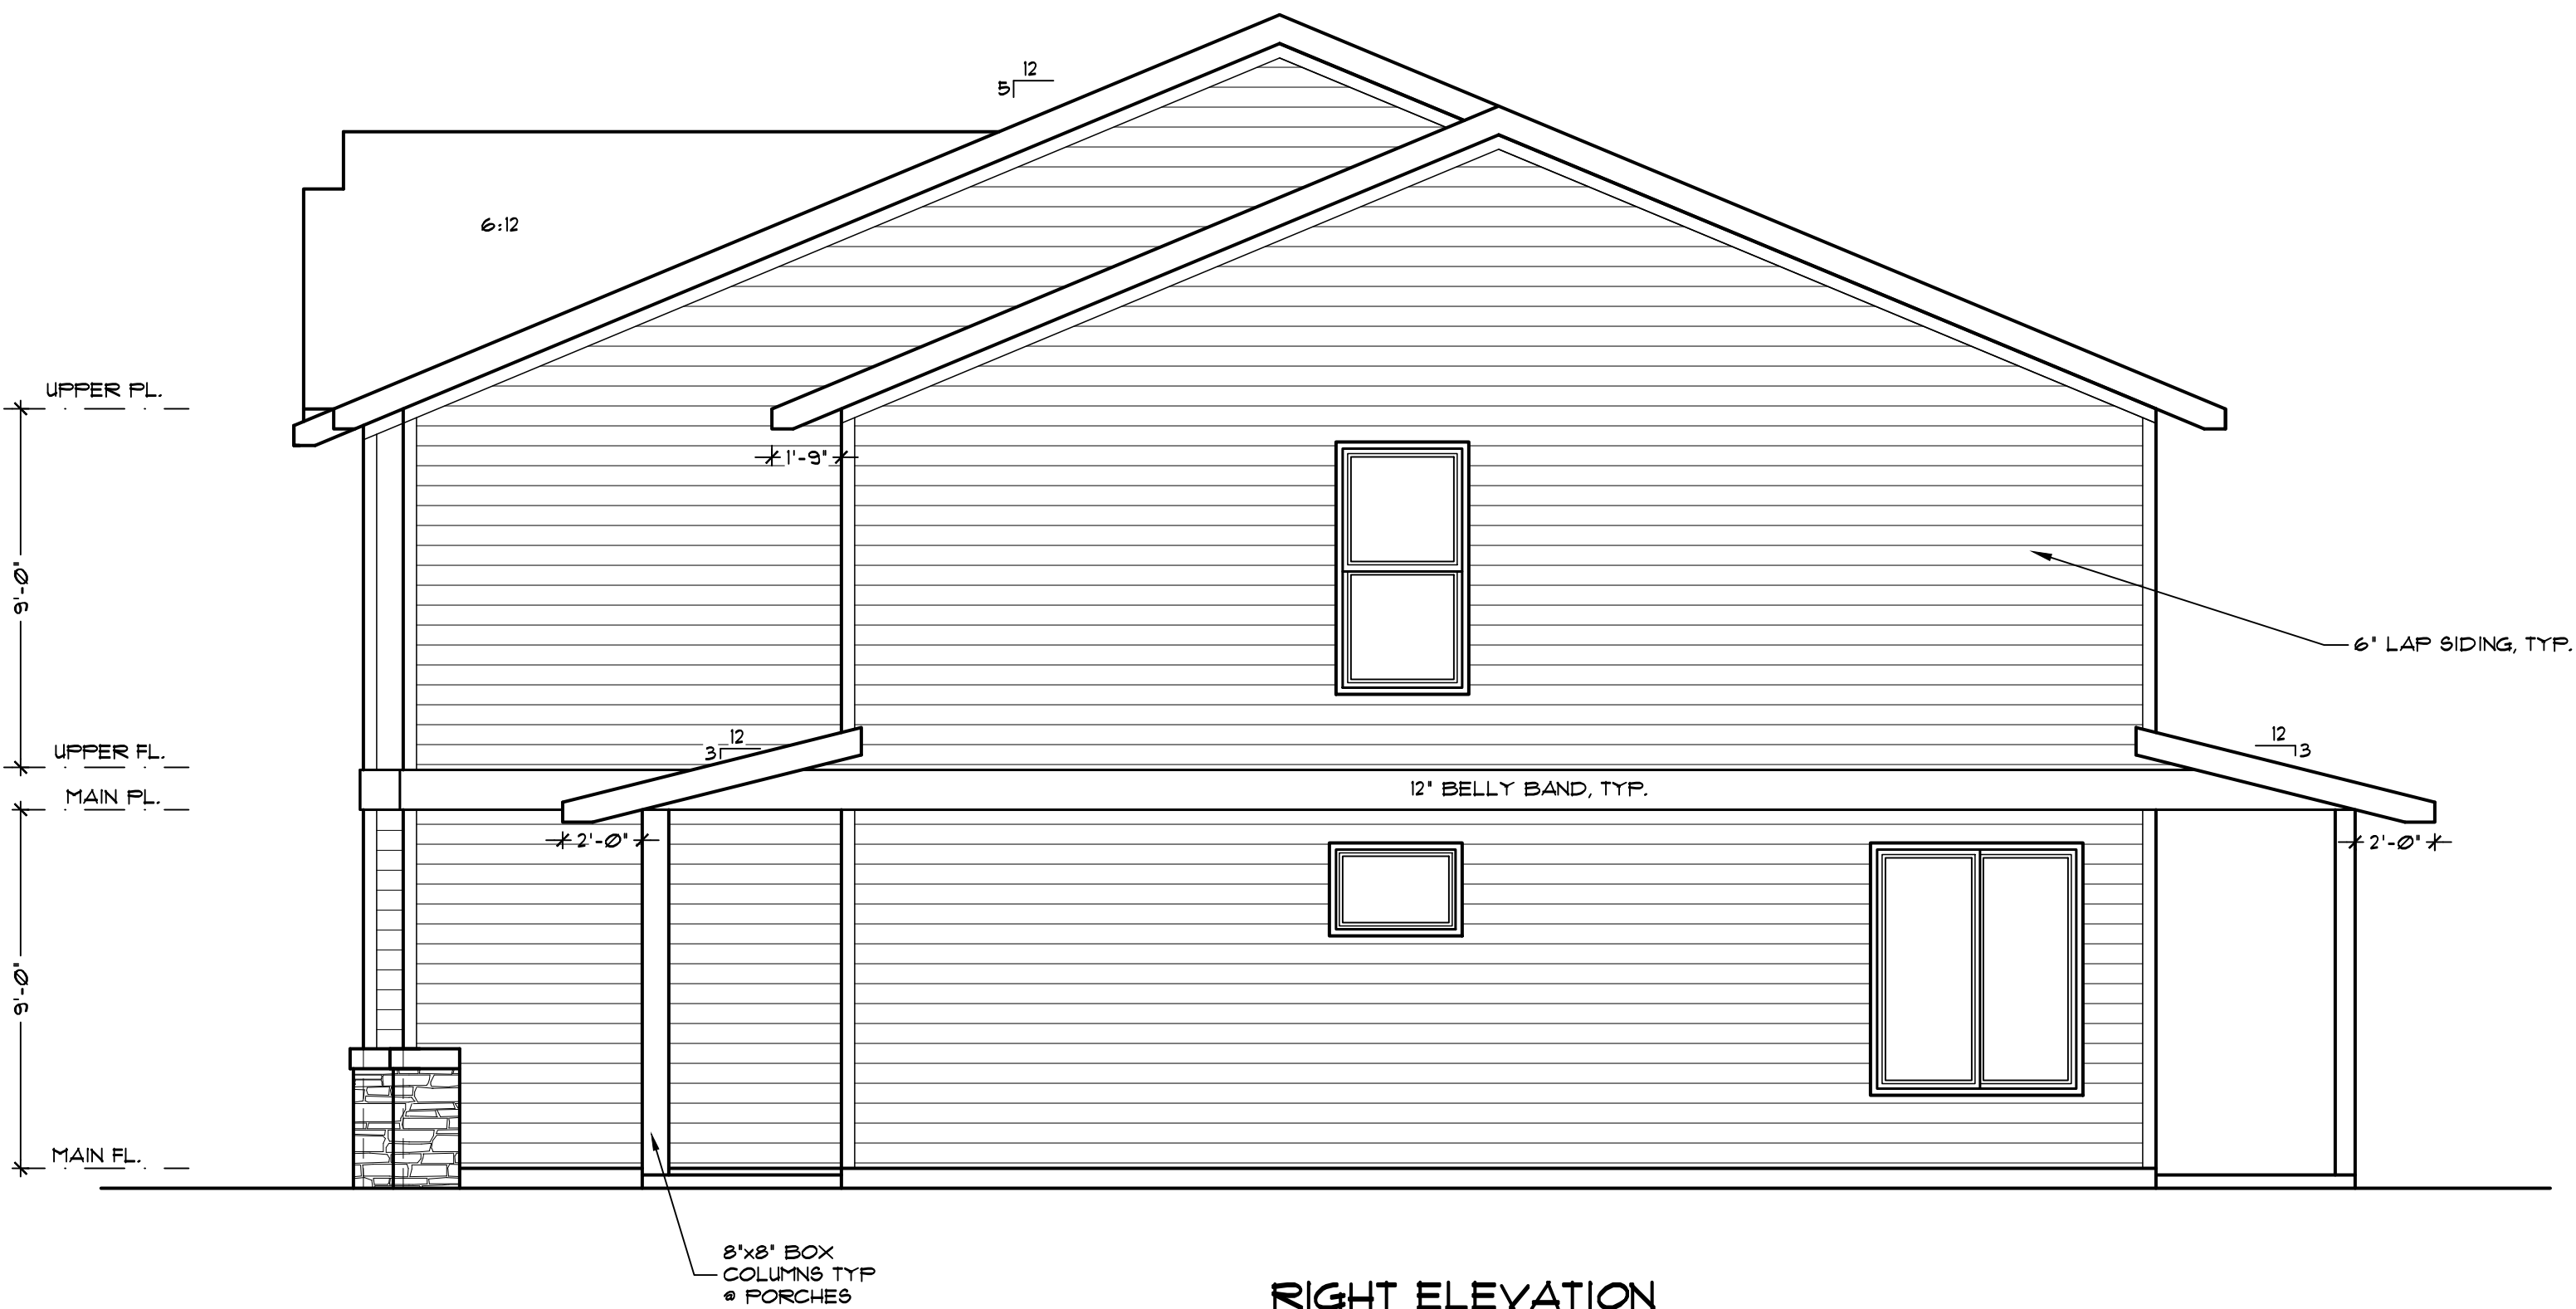 12
5
6:12
UPPER PL.
1'-9"
9'-0"
6" LAP SIDING, TYP.
12
3
12
3
UPPER FL.
MAIN PL.
12" BELLY BAND, TYP.
2'-0"
2'-0"
9'-0"
MAIN FL.
8"x8" BOX
COLUMNS TYP
@ PORCHES
RIGHT ELEVATION